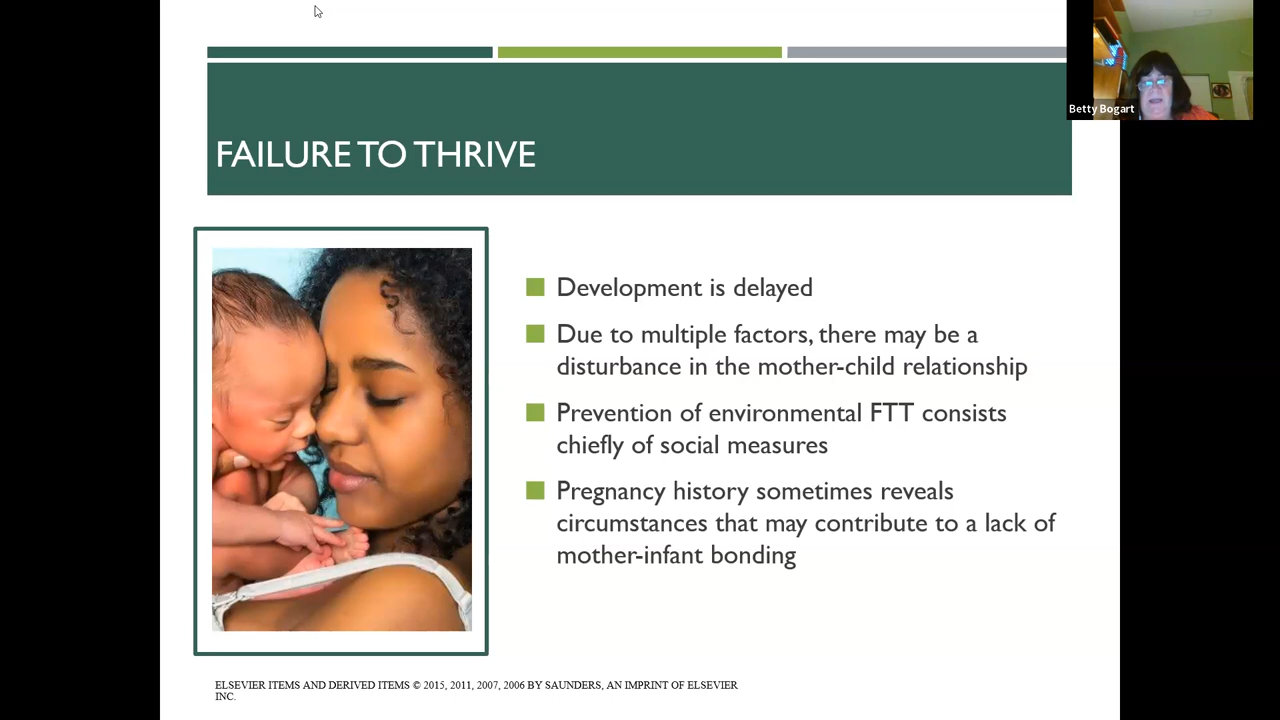 Betty Bogart
FAILURE TO THRIVE
Development is delayed
Due to multiple factors, there may be a
disturbance in the mother-child relationship
Prevention of environmental FTT consists
chiefly of social measures
Pregnancy history sometimes reveals
circumstances that may contribute to a lack of
mother-infant bonding
ELSEVIER ITEMS AND DERIVED ITEMS © 2015, 2011, 2007, 2006 BY SAUNDERS, AN IMPRINT OF ELSEVIER
INC.